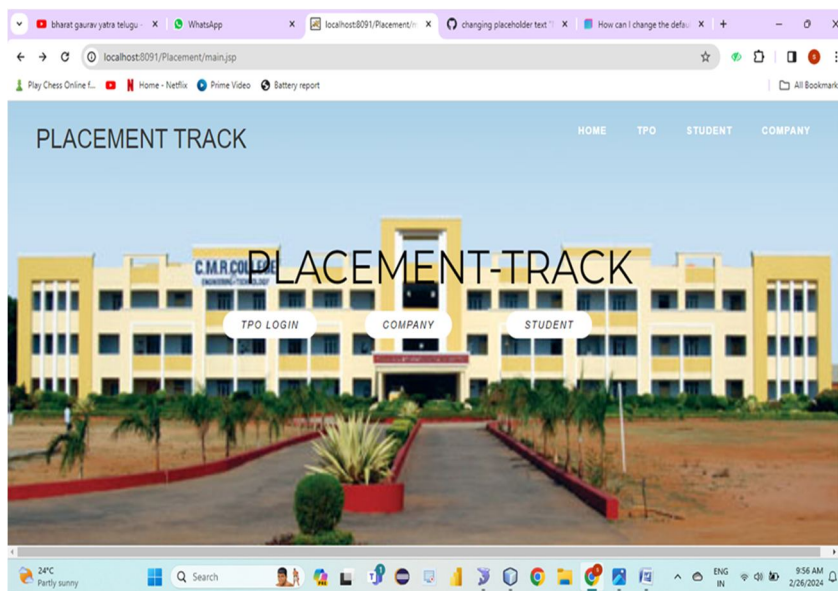 bharat gaurav yatra telugu - WhatsApp localhost:8091/Placement/m changing placeholder text "I How can I change the defau
localhost:8091/Placement/main.jsp
Play Chess Online f... Home - Netflix Prime Video Battery report All Bookmark
PLACEMENT TRACK HOME TPO STUDENT COMPANY
C.M.R COLLEGE
PLACEMENT-TRACK
TPO LOGIN COMPANY STUDENT
24°C Search ENG 9:56 AM
Partly sunny IN 2/26/2024